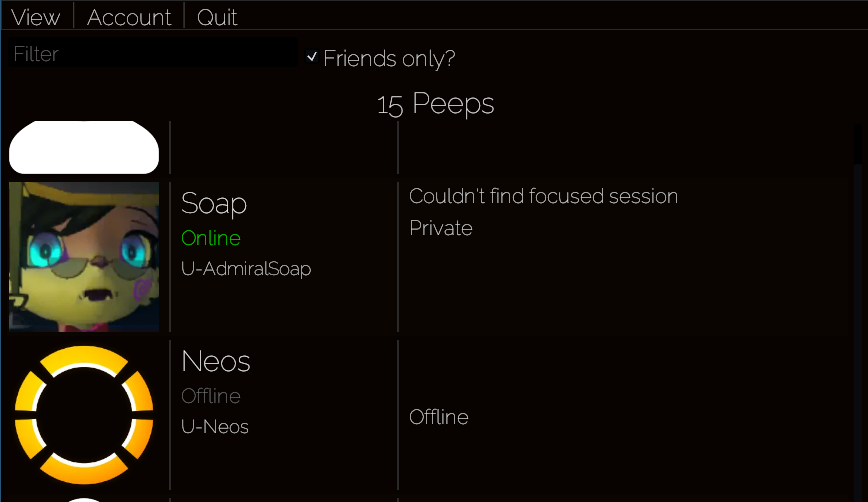 View Account Quit
Filter
Friends only?
15 Peeps
Soap
Online
U-AdmiralSoap
Couldn't find focused session
Private
Neos
Offline
U-Neos
Offline